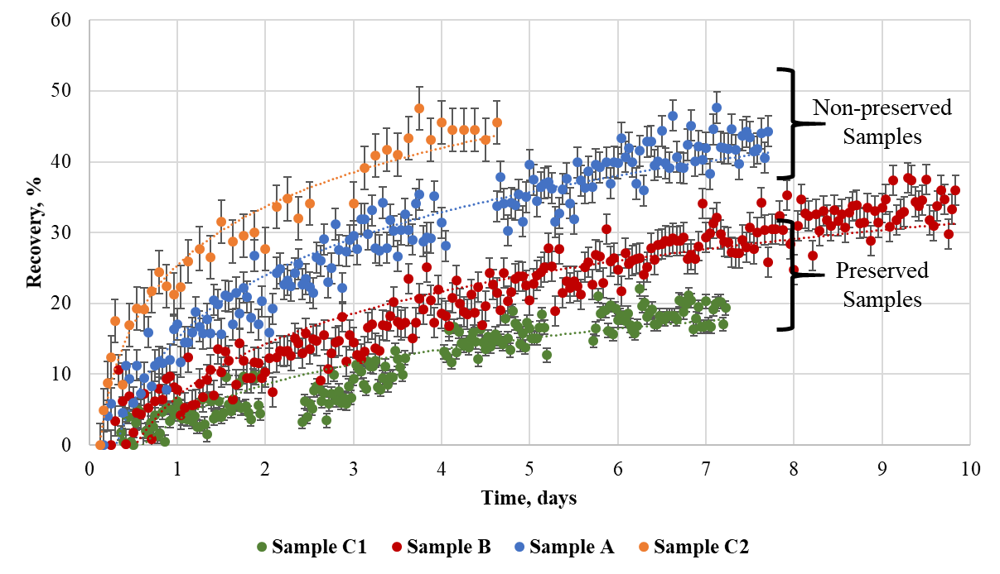 60
50
40
30
20
10
0
Recovery, %
Non-preserved
Samples
Preserved
Samples
0 1 2 3 4 5 6 7 8 9 10
Time, days
Sample C1 Sample B Sample A Sample C2